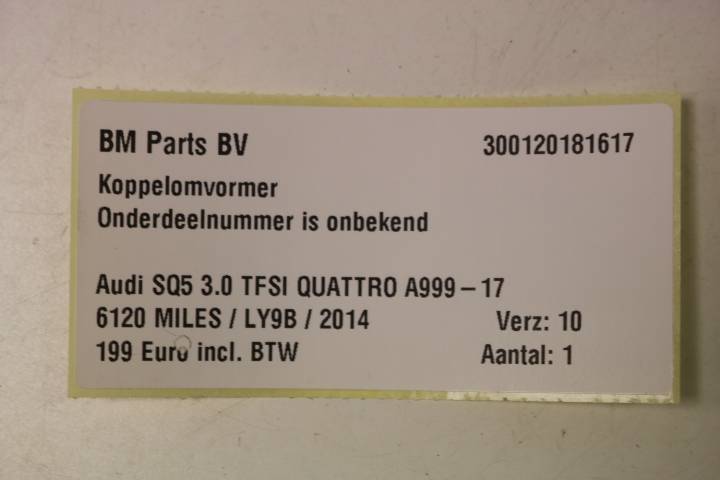 BM Parts BV 300120181617
Koppelomvormer
Onderdeelnummer is onbekend
Audi SQ5 3.0 TFSI QUATTRO A999 – 17
6120 MILES / LY9B / 2014 Verz: 10
199 Euro incl. BTW Aantal: 1